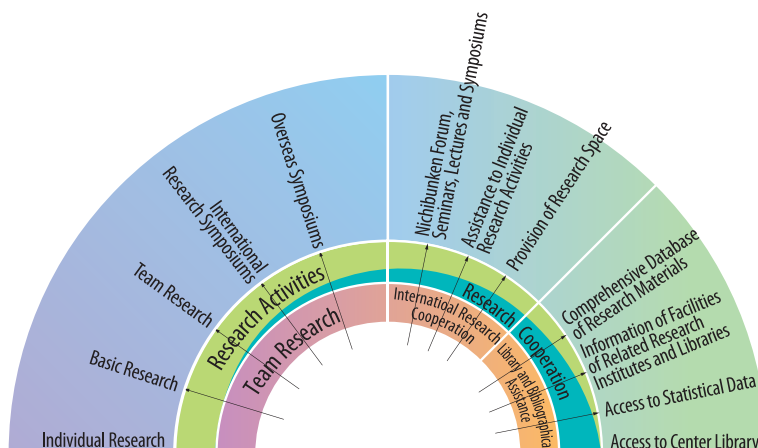 Nichibunken Forum,
Seminars, Lectures and Symposiums
Assistance to Individual
Research Activities
Provision of Research Space
Overseas Symposiums
International
Research Symposiums
Team Research
Basic Research
Individual Research
Comprehensive Database
of Research Materials
Information of Facilities
of Related Research
Institutes and Libraries
Access to Statistical Data
Access to Center Library
Research Activities
Team Research
Research
Cooperation
Internatioal Research
Cooperation
Library and Bibliographical
Assistance